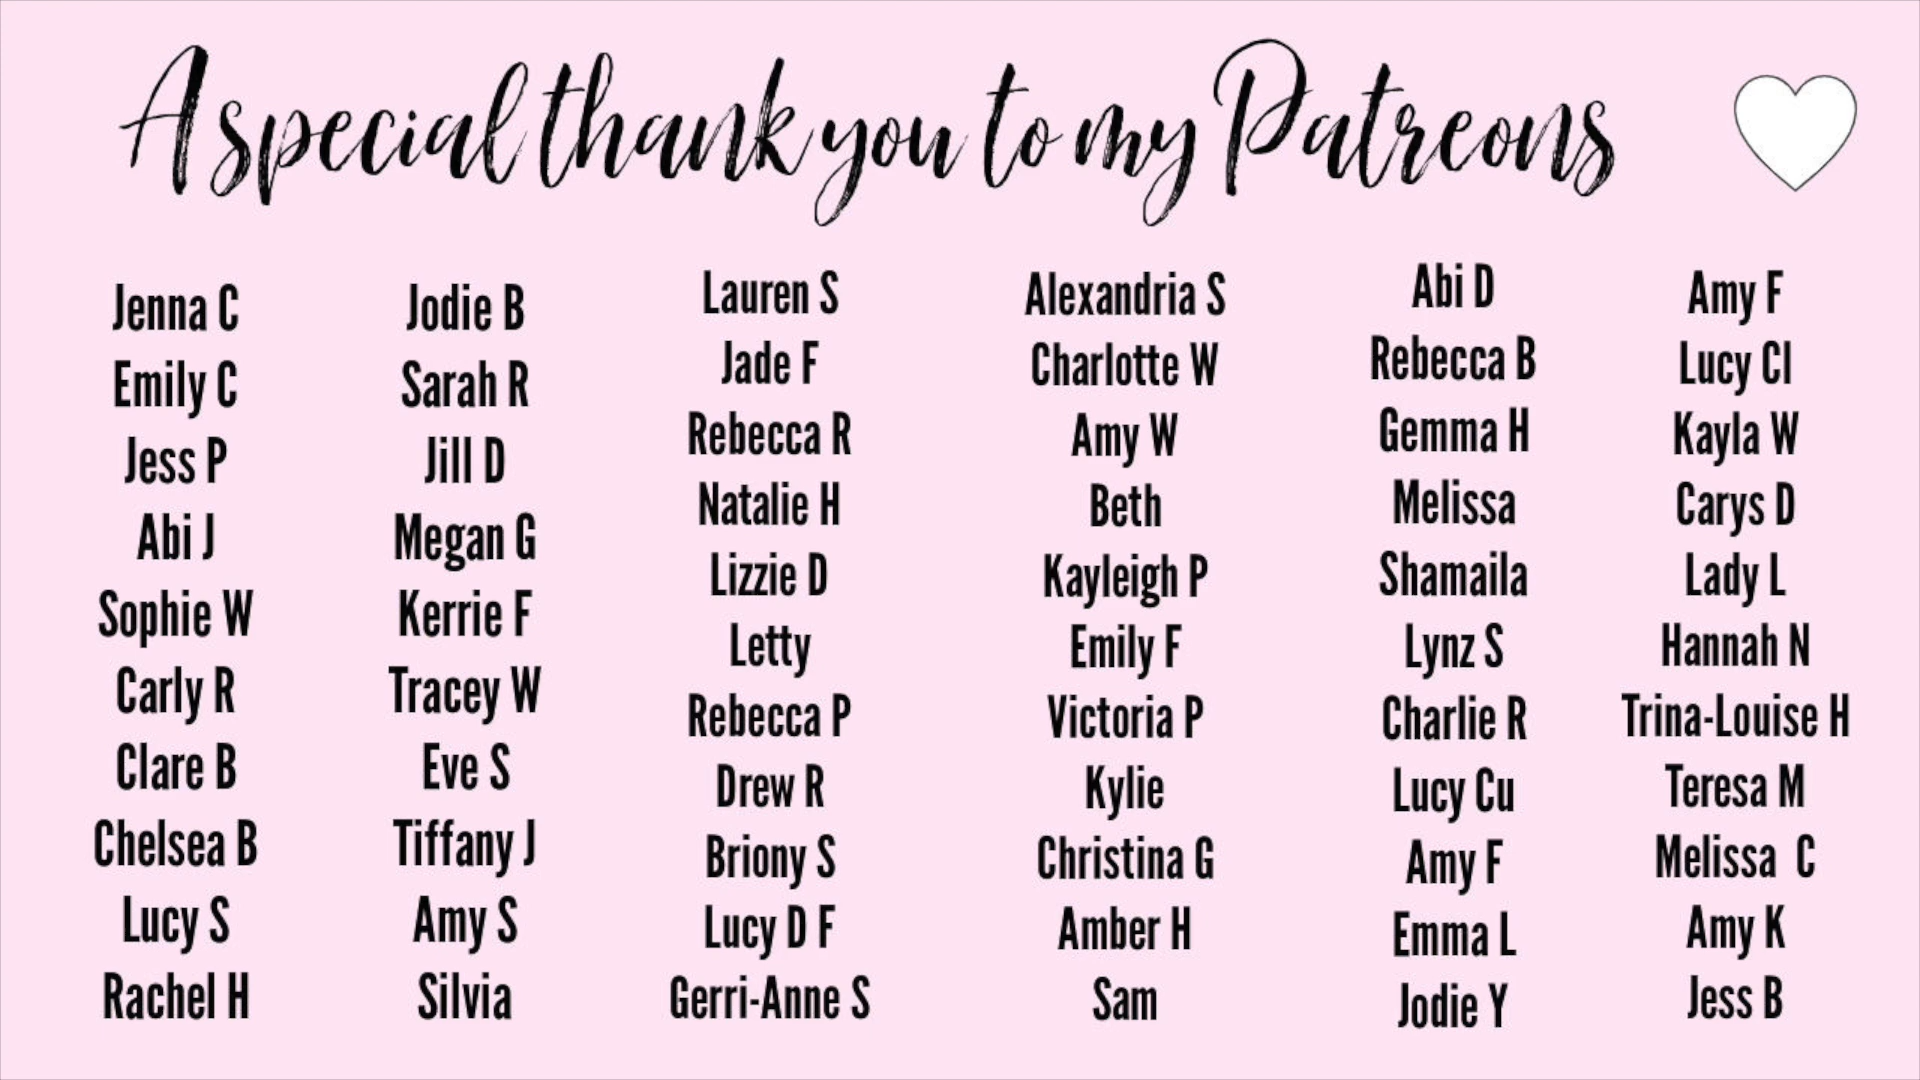 A special thank you to my Patreons
Jenna C
Emily C
Jess P
Abi J
Sophie W
Carly R
Clare B
Chelsea B
Lucy S
Rachel H
Jodie B
Sarah R
Jill D
Megan G
Kerrie F
Tracey W
Eve S
Tiffany J
Amy S
Silvia
Lauren S
Jade F
Rebecca R
Natalie H
Lizzie D
Letty
Rebecca P
Drew R
Briony S
Lucy D F
Gerri-Anne S
Alexandria S
Charlotte W
Amy W
Beth
Kayleigh P
Emily F
Victoria P
Kylie
Christina G
Amber H
Sam
Abi D
Rebecca B
Gemma H
Melissa
Shamaila
Lynz S
Charlie R
Lucy Cu
Amy F
Emma L
Jodie Y
Amy F
Lucy Cl
Kayla W
Carys D
Lady L
Hannah N
Trina-Louise H
Teresa M
Melissa  C
Amy K
Jess B